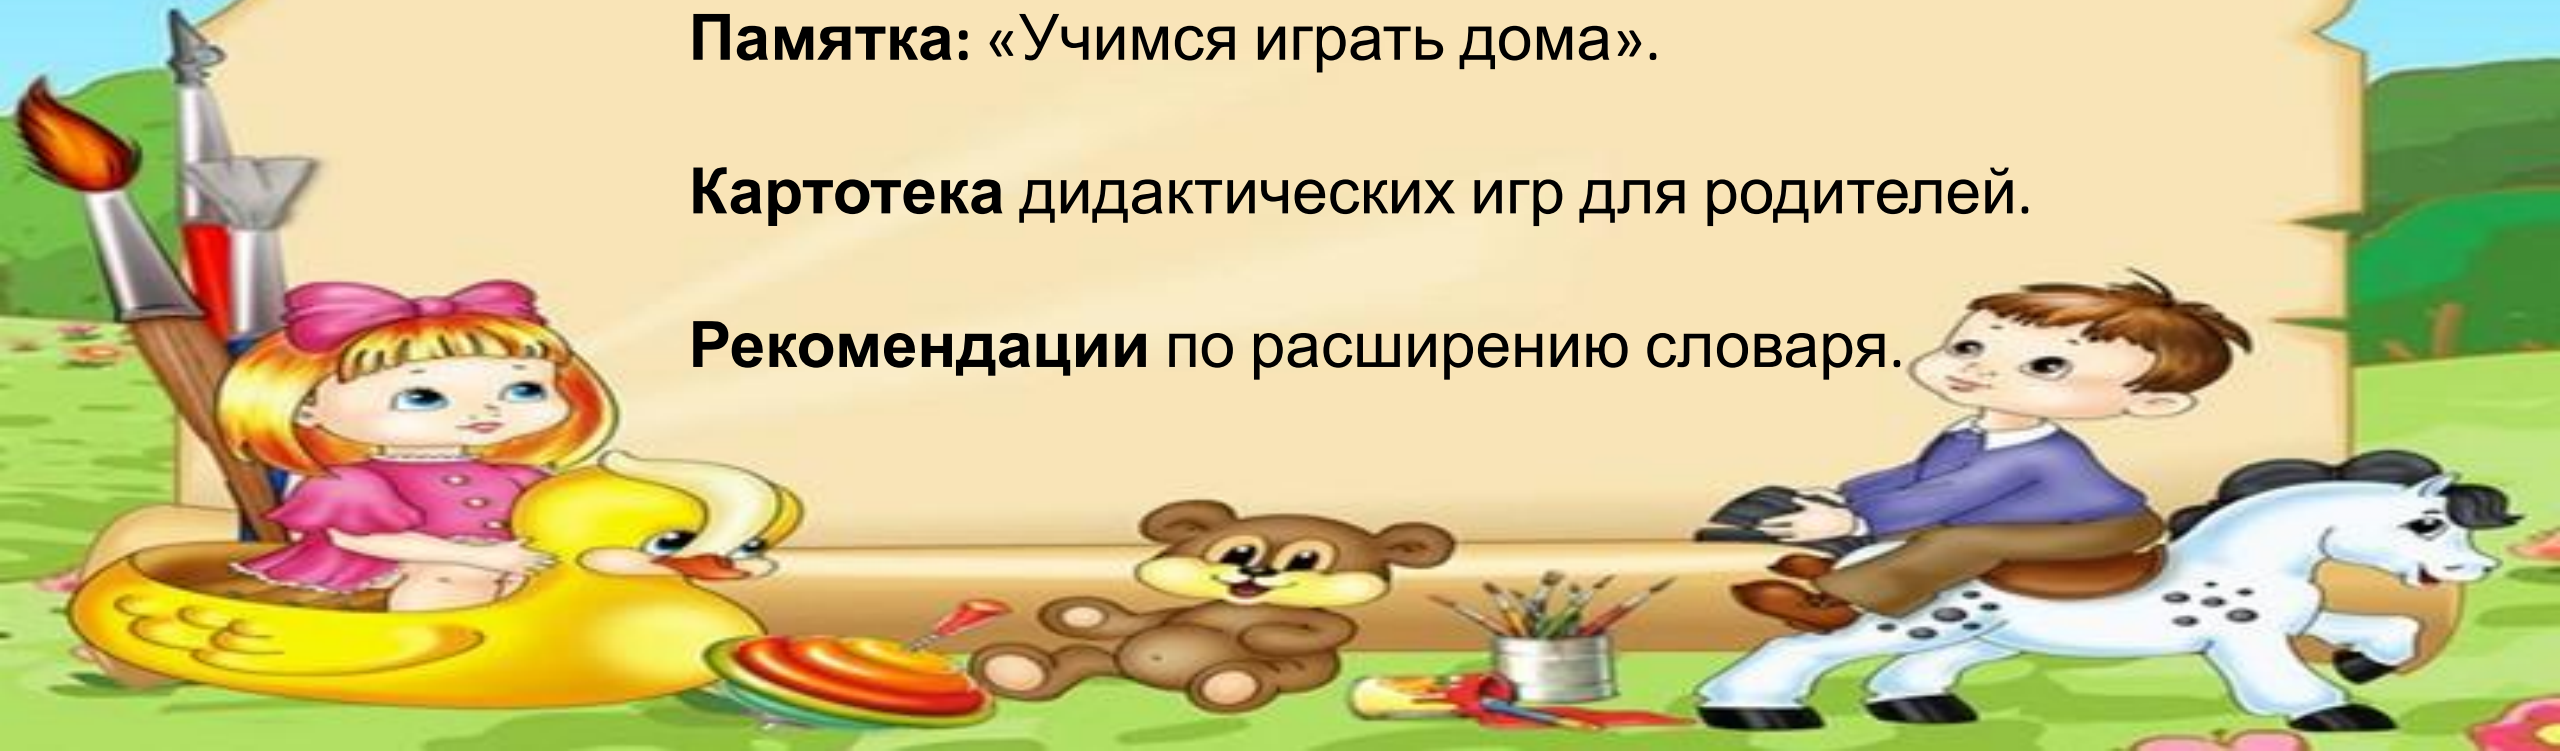 Памятка: «Учимся играть дома».
Картотека дидактических игр для родителей.
Рекомендации по расширению словаря.